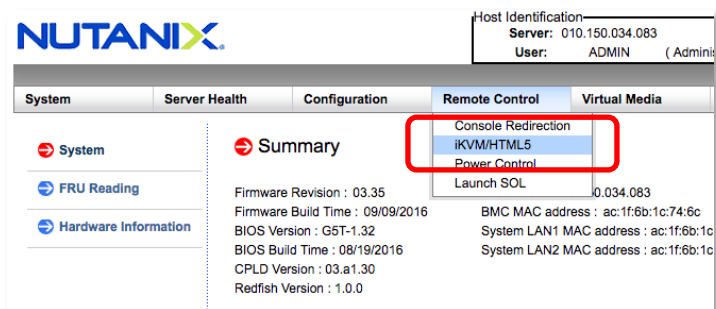 NUTANIX.
Host Identification
Server: 010.150.034.083
User: ADMIN ( Adminis
System Server Health Configuration Remote Control Virtual Media
Console Redirection
iKVM/HTML5
Power Control
Launch SOL
System
FRU Reading
Hardware Information
Summary
Firmware Revision : 03.35 0.034.083
Firmware Build Time : 09/09/2016 BMC MAC address : ac:1f:6b:1c:74:6c
BIOS Version : G5T-1.32 System LAN1 MAC address : ac:1f:6b:1c
BIOS Build Time : 08/19/2016 System LAN2 MAC address : ac:1f:6b:1c
CPLD Version : 03.a1.30
Redfish Version : 1.0.0